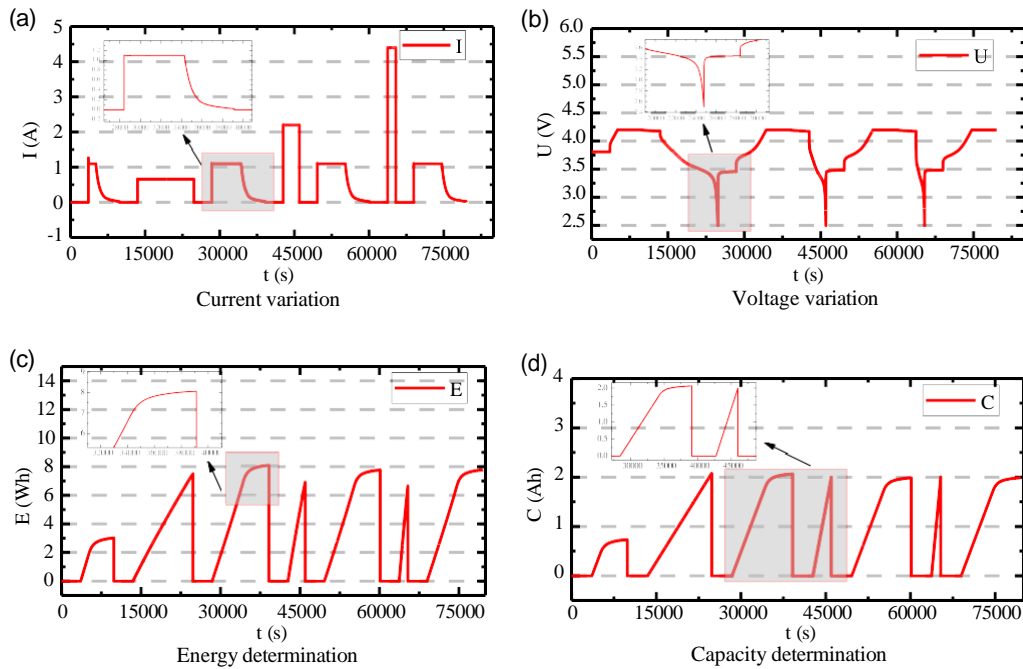 (a)
I (A)
5
4
3
2
1
0
-1
I
0 15000 30000 45000 60000 75000
t (s)
Current variation
(b)
U (V)
6.0
5.5
5.0
4.5
4.0
3.5
3.0
2.5
U
0 15000 30000 45000 60000 75000
t (s)
Voltage variation
(c)
E (Wh)
14
12
10
8
6
4
2
0
E
9
8
7
6
0 15000 30000 45000 60000 75000
t (s)
Energy determination
(d)
C (Ah)
4
3
2
1
0
C
2.0
1.5
1.0
0.5
0.0
30000 35000 40000 45000
0 15000 30000 45000 60000 75000
t (s)
Capacity determination